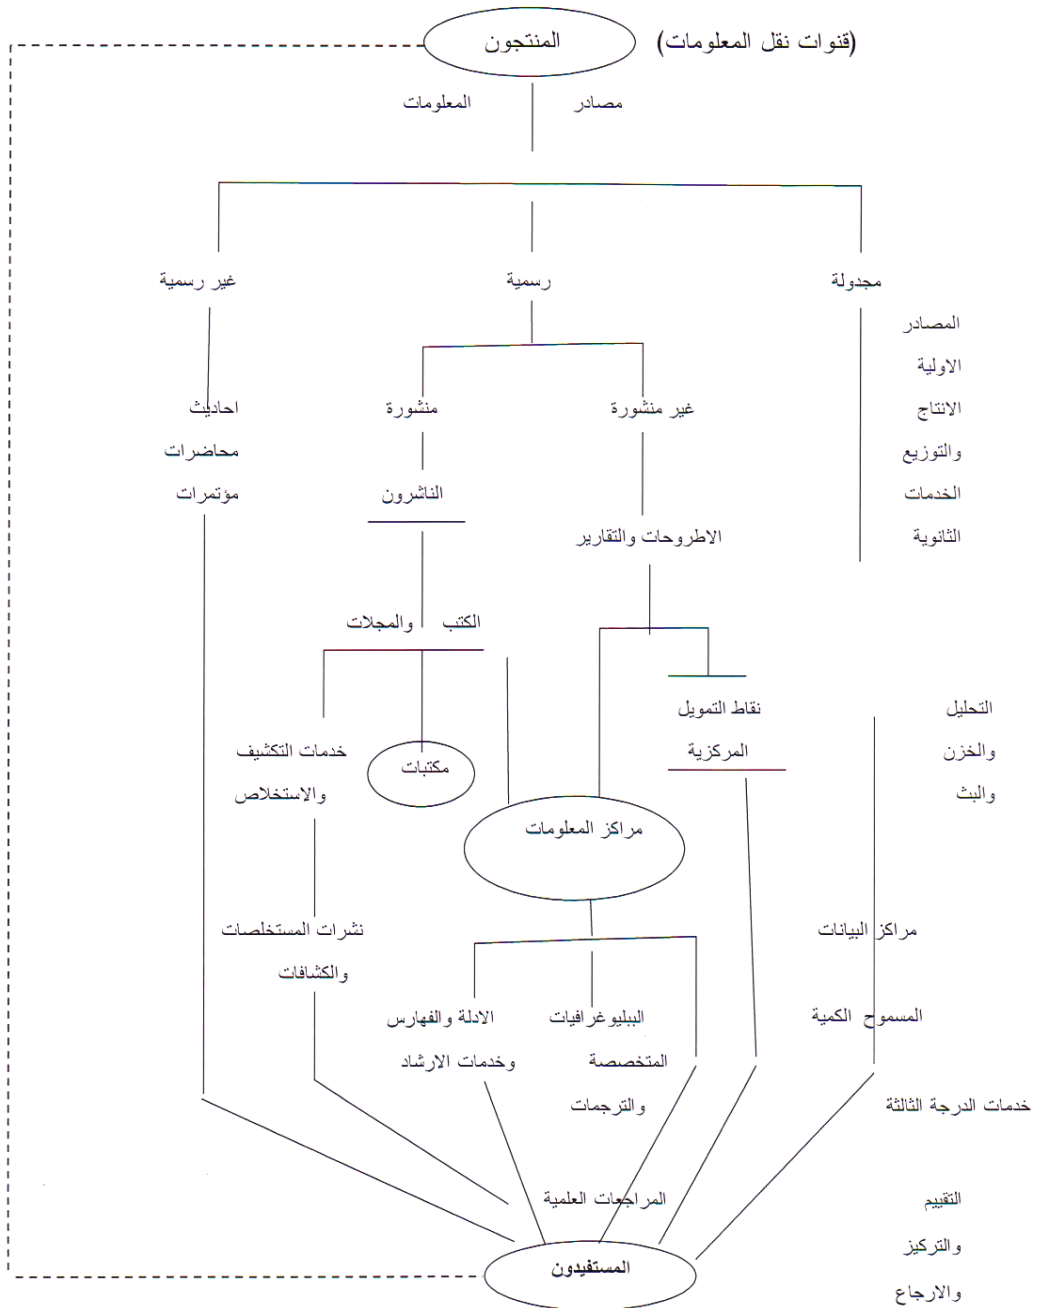 (قنوات نقل المعلومات)
المنتجون
مصادر المعلومات
مجدولة
رسمية
غير رسمية
المصادر
الاولية
الانتاج
والتوزيع
الخدمات
الثانوية
غير منشورة
منشورة
احاديث
محاضرات
مؤتمرات
الناشرون
الاطروحات والتقارير
الكتب والمجلات
نقاط التمويل
المركزية
التحليل
والخزن
والبث
خدمات التكشيف
والاستخلاص
مكتبات
مراكز المعلومات
مراكز البيانات
نشرات المستخلصات
والكشافات
المسموح الكمية
الببليوغرافيات
المتخصصة
والترجمات
الادلة والفهارس
وخدمات الارشاد
خدمات الدرجة الثالثة
المراجعات العلمية
التقييم
والتركيز
والارجاع
المستفيدون